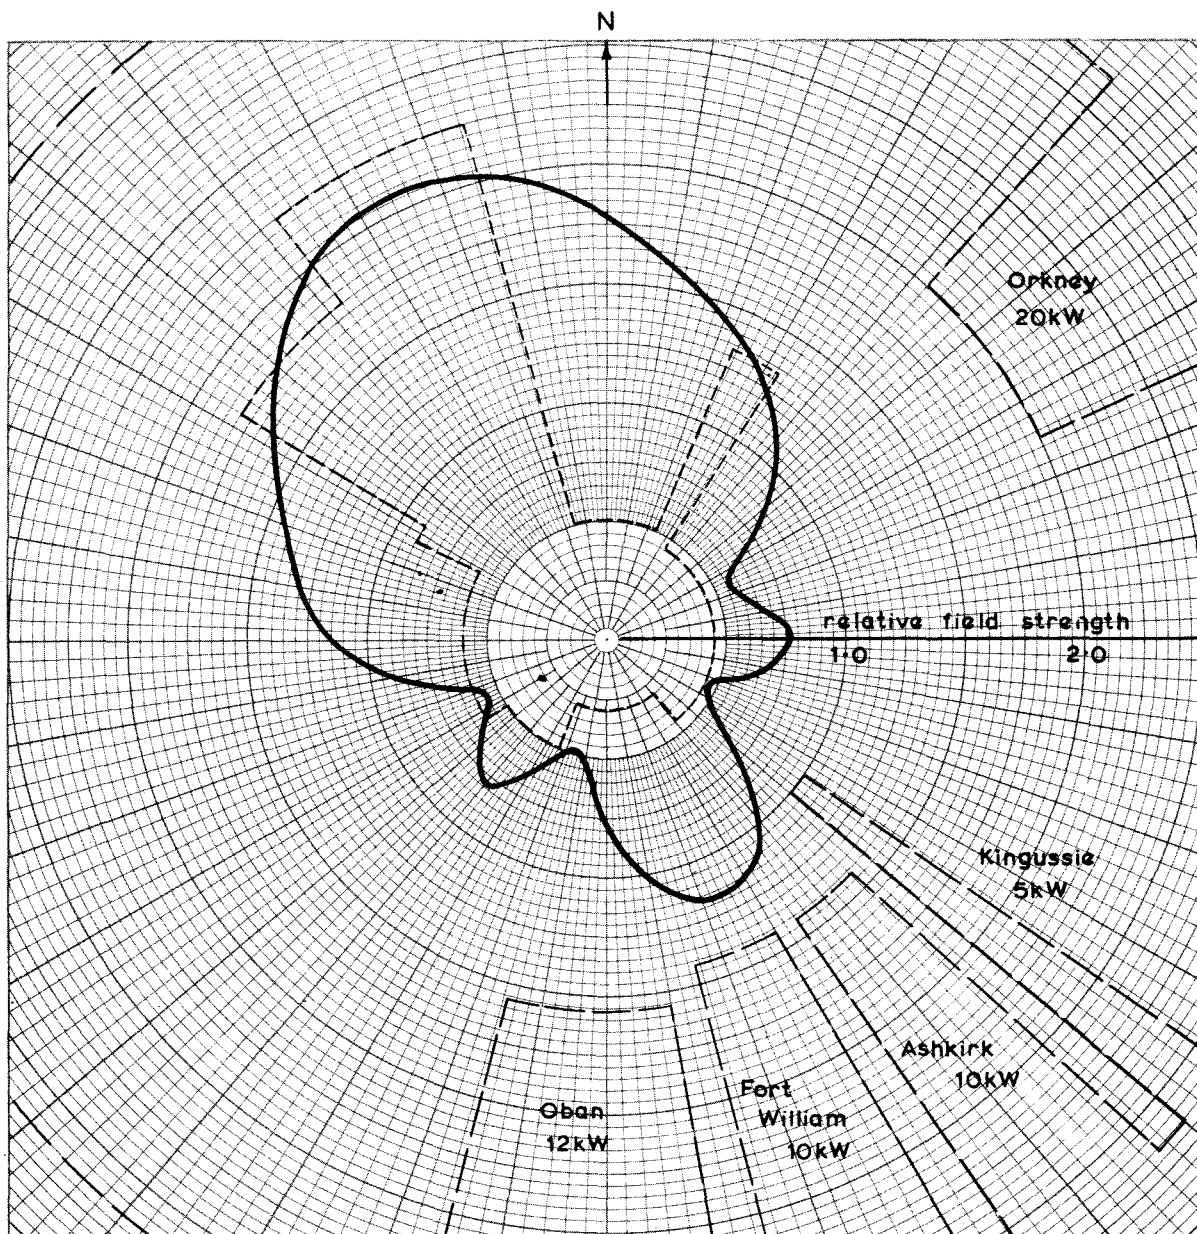 N
Orkney
20kW
relative field strength
1·0
2·0
Kingussie
5kW
Ashkirk
10kW
Fort
William
10kW
Oban
12kW